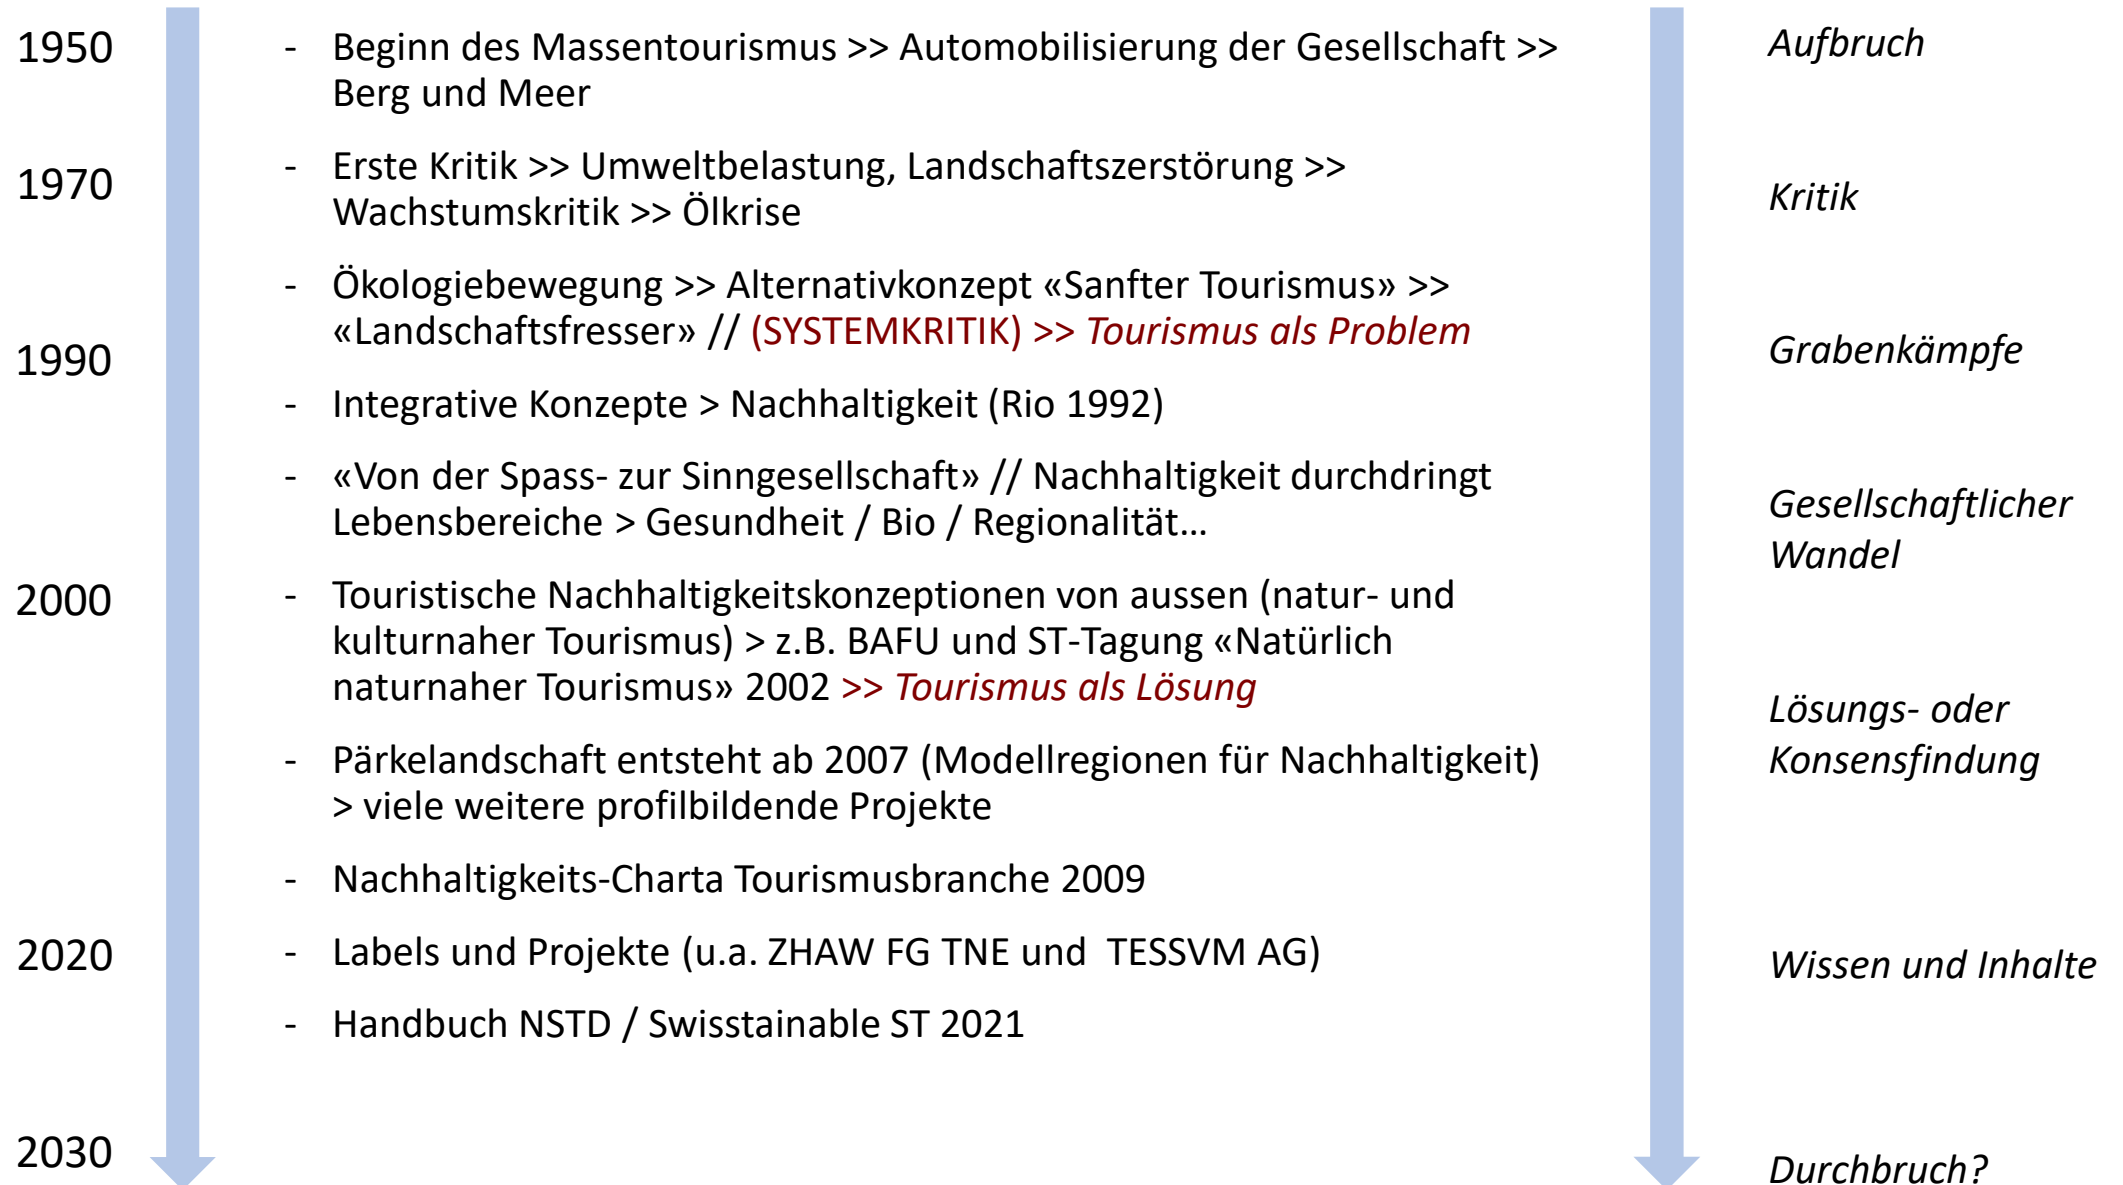 1950
- Beginn des Massentourismus >> Automobilisierung der Gesellschaft >>
Berg und Meer
Aufbruch
1970
- Erste Kritik >> Umweltbelastung, Landschaftszerstörung >>
Wachstumskritik >> Ölkrise
Kritik
- Ökologiebewegung >> Alternativkonzept «Sanfter Tourismus» >>
«Landschaftsfresser» // (SYSTEMKRITIK) >> Tourismus als Problem
1990
Grabenkämpfe
- Integrative Konzepte > Nachhaltigkeit (Rio 1992)
- «Von der Spass- zur Sinngesellschaft» // Nachhaltigkeit durchdringt
Lebensbereiche > Gesundheit / Bio / Regionalität…
Gesellschaftlicher
Wandel
2000
- Touristische Nachhaltigkeitskonzeptionen von aussen (natur- und
kulturnaher Tourismus) > z.B. BAFU und ST-Tagung «Natürlich
naturnaher Tourismus» 2002 >> Tourismus als Lösung
Lösungs- oder
Konsensfindung
- Pärkelandschaft entsteht ab 2007 (Modellregionen für Nachhaltigkeit)
> viele weitere profilbildende Projekte
- Nachhaltigkeits-Charta Tourismusbranche 2009
2020
- Labels und Projekte (u.a. ZHAW FG TNE und TESSVM AG)
Wissen und Inhalte
- Handbuch NSTD / Swisstainable ST 2021
2030
Durchbruch?